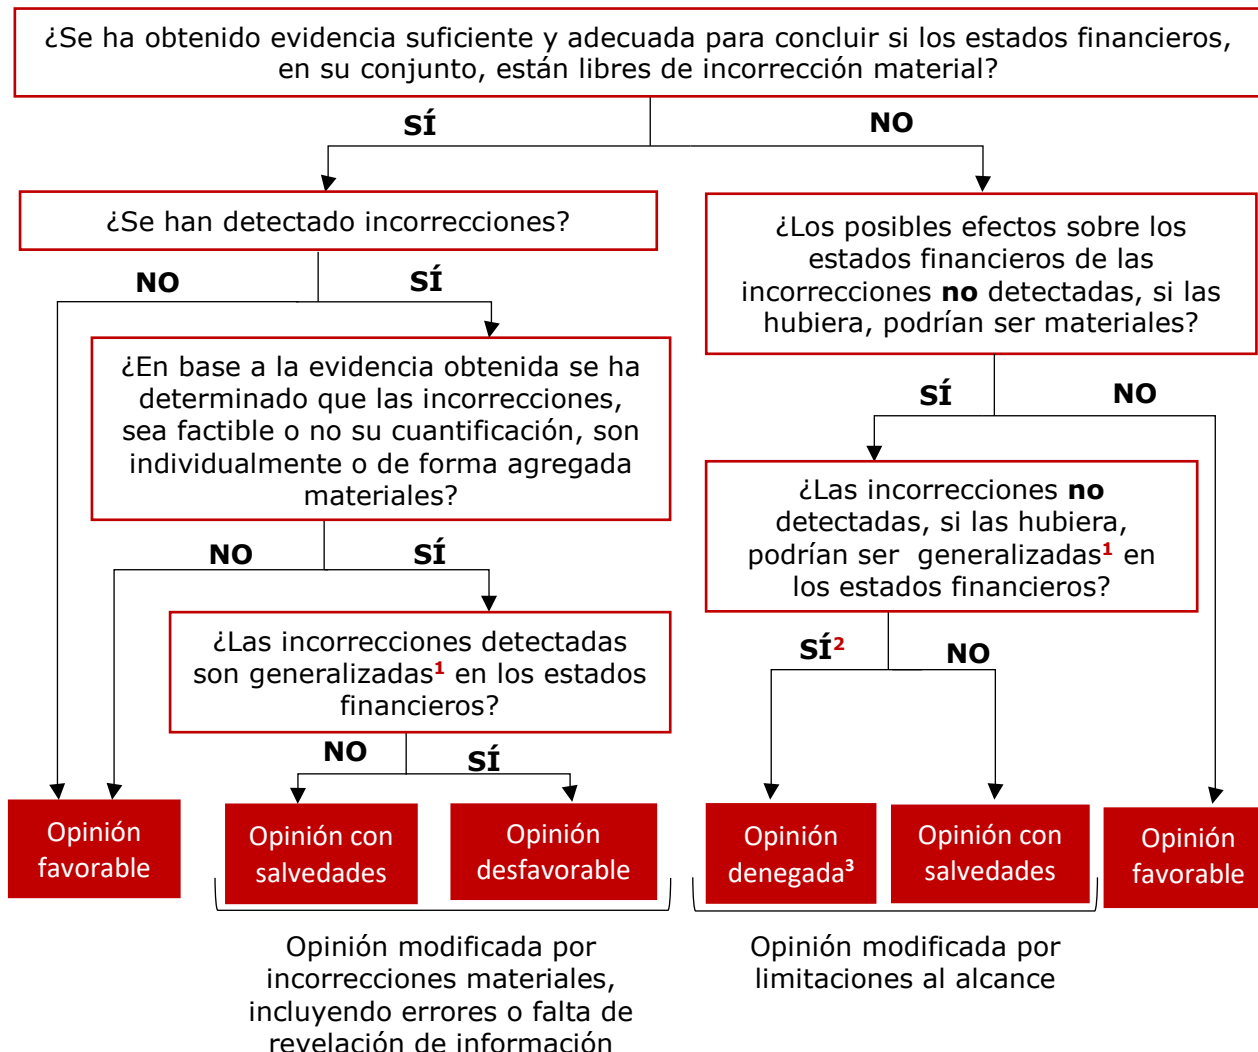 ¿Se ha obtenido evidencia suficiente y adecuada para concluir si los estados financieros,
en su conjunto, están libres de incorrección material?
SÍ
NO
¿Se han detectado incorrecciones?
NO
SÍ
¿En base a la evidencia obtenida se ha
determinado que las incorrecciones,
sea factible o no su cuantificación, son
individualmente o de forma agregada
materiales?
NO
SÍ
¿Las incorrecciones detectadas
son generalizadas¹ en los estados
financieros?
NO
SÍ
¿Los posibles efectos sobre los
estados financieros de las
incorrecciones no detectadas, si las
hubiera, podrían ser materiales?
SÍ
NO
¿Las incorrecciones no
detectadas, si las hubiera,
podrían ser generalizadas¹ en
los estados financieros?
SÍ²
NO
Opinión
favorable
Opinión con
salvedades
Opinión
desfavorable
Opinión
denegada³
Opinión con
salvedades
Opinión
favorable
Opinión modificada por
incorrecciones materiales,
incluyendo errores o falta de
revelación de información
Opinión modificada por
limitaciones al alcance